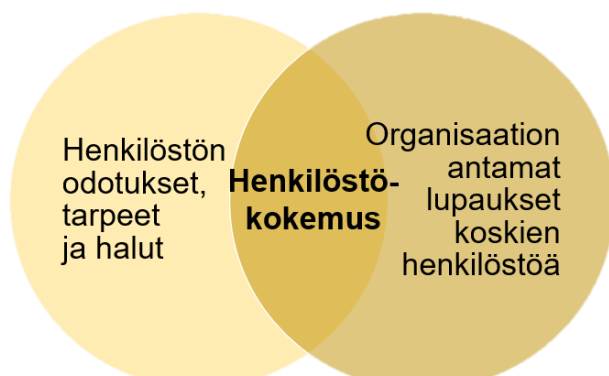 Henkilöstön
odotukset,
tarpeet
ja halut
Henkilöstö-
kokemus
Organisaation
antamat
lupaukset
koskien
henkilöstöä